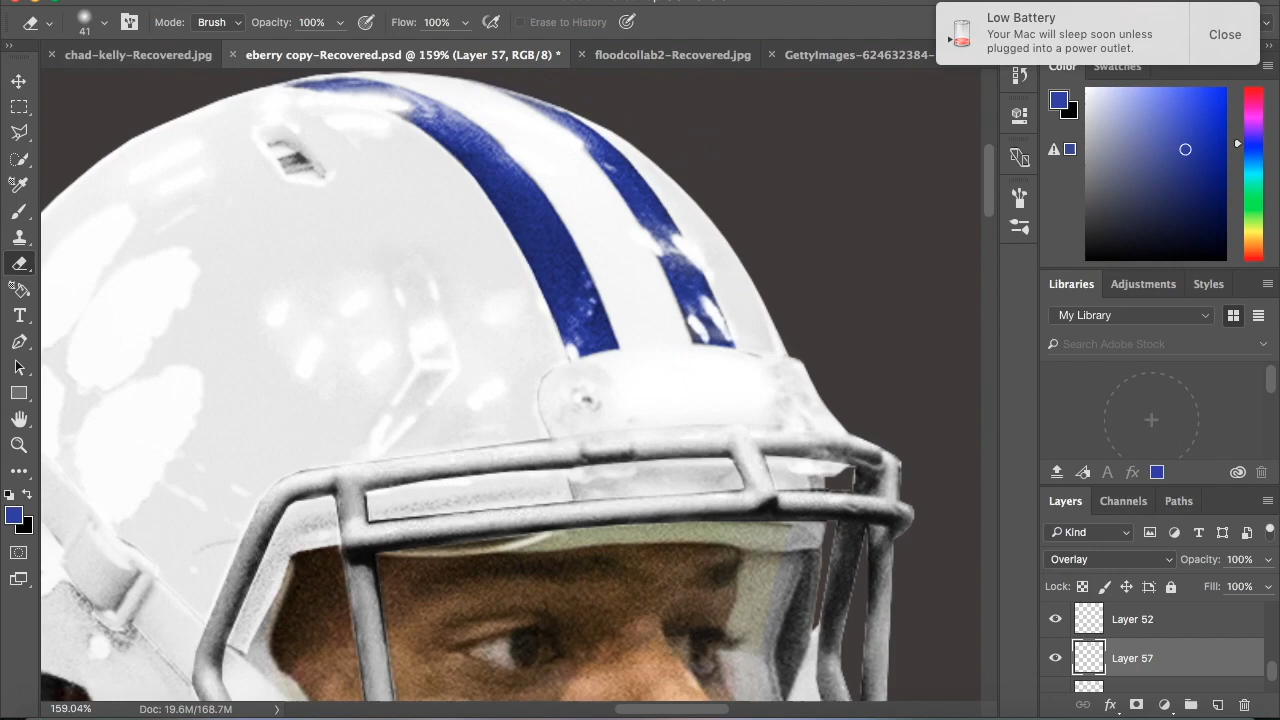 Mode: Brush Opacity: 100% Flow: 100% Erase to History
41
Low Battery
Your Mac will sleep soon unless
plugged into a power outlet.
Close
chad-kelly-Recovered.jpg
eberry copy-Recovered.psd @ 159% (Layer 57, RGB/8) *
floodcollab2-Recovered.jpg
GettyImages-624632384-
Color Swatches
Libraries Adjustments Styles
My Library
Search Adobe Stock
Layers Channels Paths
Kind
Overlay Opacity: 100%
Lock: Fill: 100%
Layer 52
Layer 57
159.04% Doc: 19.6M/168.7M